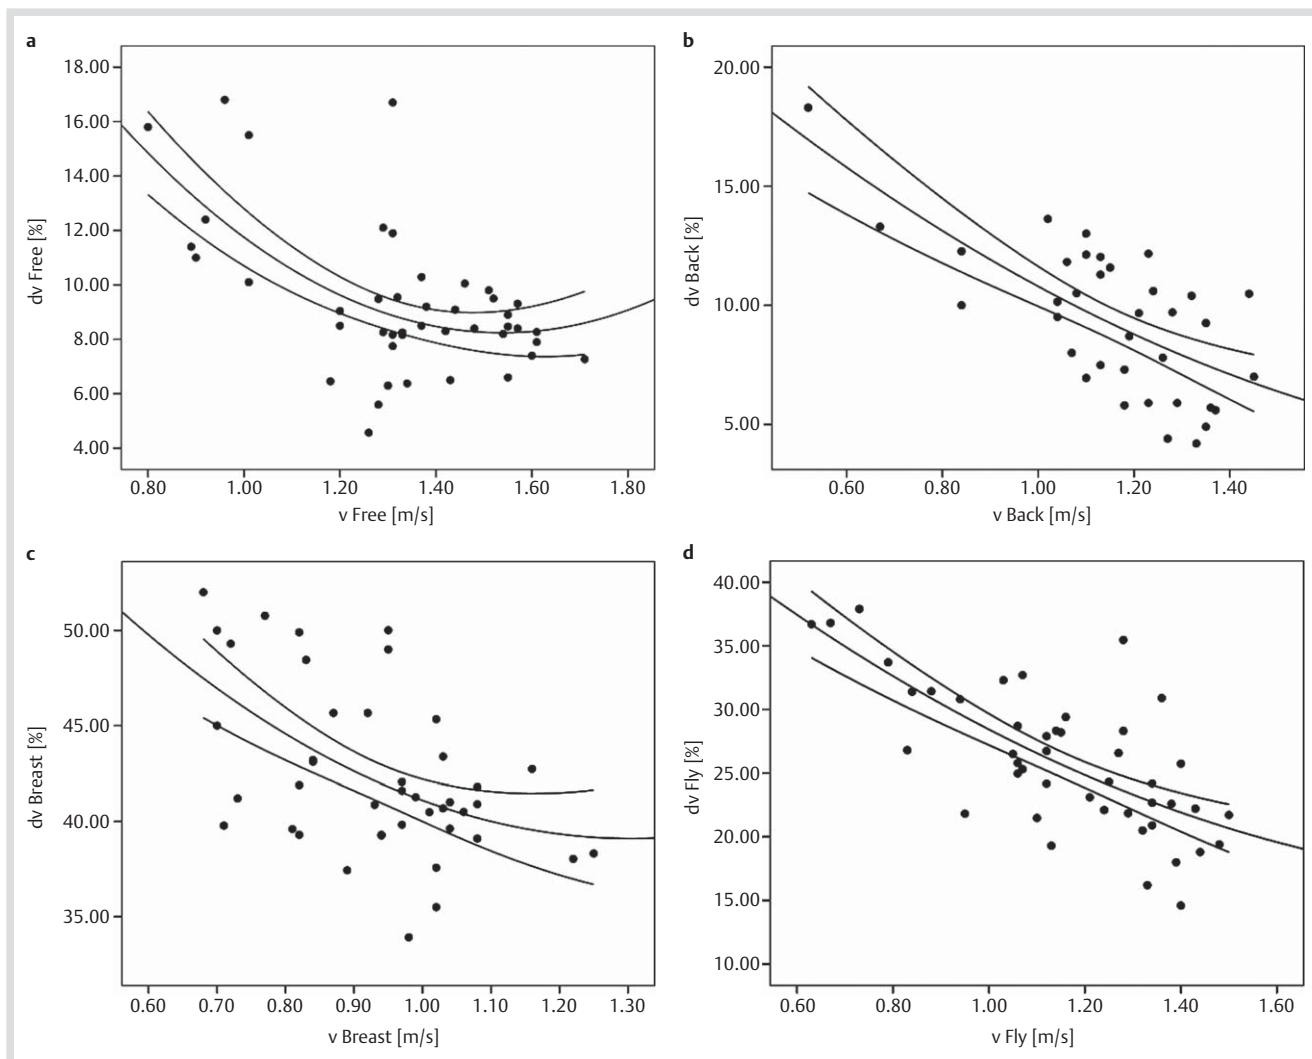 a
18.00
16.00
14.00
12.00
10.00
8.00
6.00
4.00
dv Free [%]
0.80 1.00 1.20 1.40 1.60 1.80
v Free [m/s]
b
20.00
15.00
10.00
5.00
dv Back [%]
0.60 0.80 1.00 1.20 1.40
v Back [m/s]
c
50.00
45.00
40.00
35.00
dv Breast [%]
0.60 0.70 0.80 0.90 1.00 1.10 1.20 1.30
v Breast [m/s]
d
40.00
35.00
30.00
25.00
20.00
15.00
10.00
dv Fly [%]
0.60 0.80 1.00 1.20 1.40 1.60
v Fly [m/s]